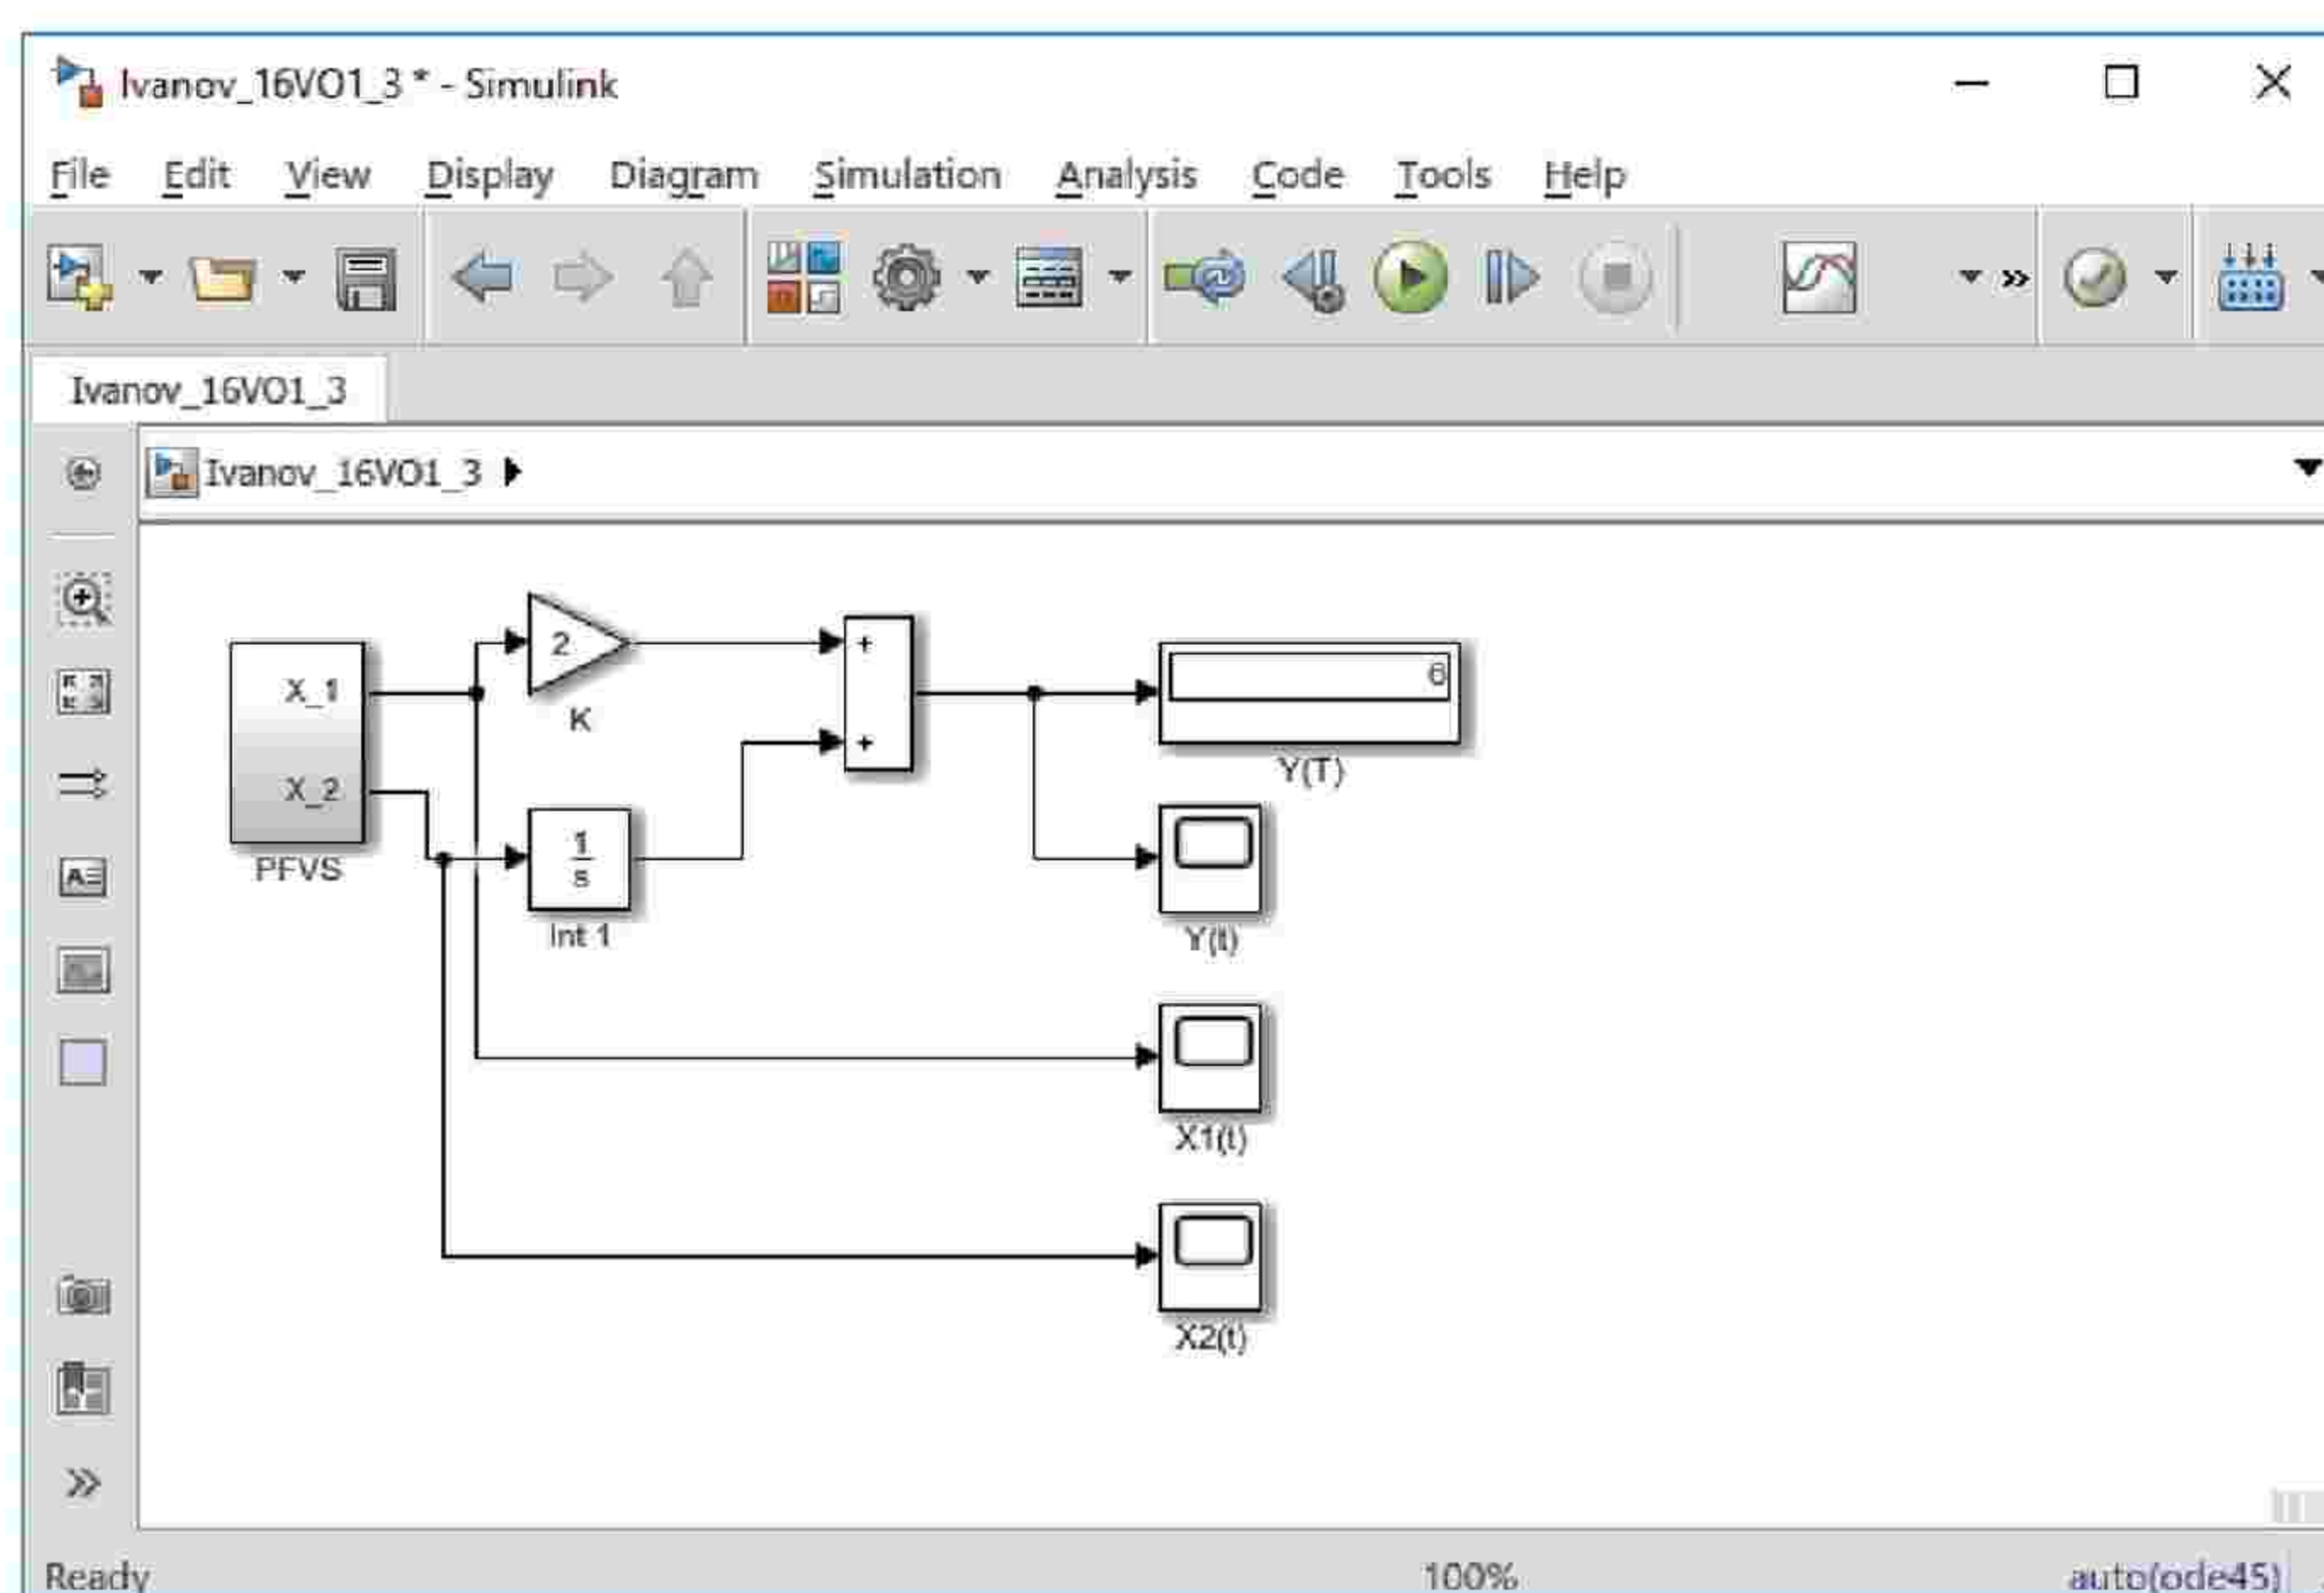 Ivanov_16VO1_3 * - Simulink
File Edit View Display Diagram Simulation Analysis Code Tools Help
Ivanov_16VO1_3
Ivanov_16VO1_3
X_1
X_2
PFVS
2
K
1
s
Int 1
+
+
6
Y(T)
Y(t)
X1(t)
X2(t)
Ready 100% auto(ode45)